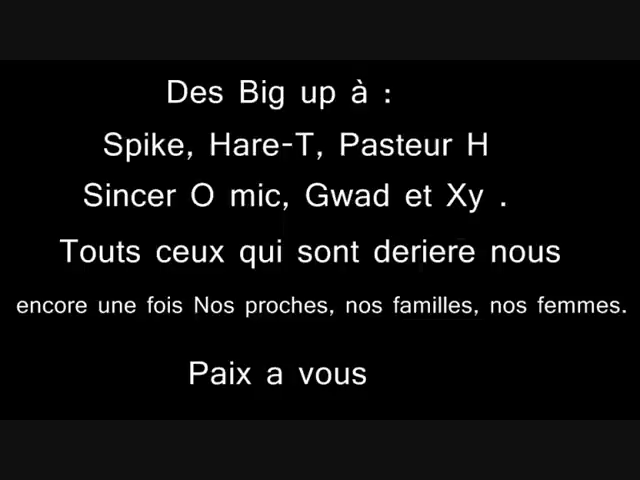 Des Big up à :
Spike, Hare-T, Pasteur H
Sincer O mic, Gwad et Xy .
Touts ceux qui sont deriere nous
encore une fois Nos proches, nos familles, nos femmes.
Paix a vous